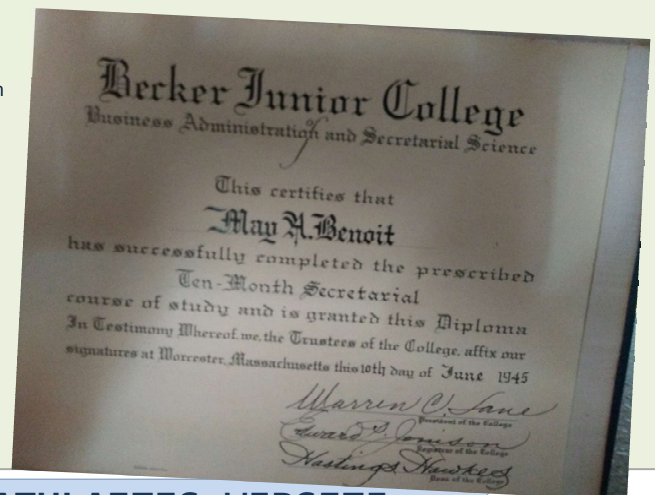 Becker Junior College
Business Administration and Secretarial Science
This certifies that
May A. Benoit
has successfully completed the prescribed
Ten-Month Secretarial
course of study and is granted this Diploma
In Testimony Whereof, we, the Trustees of the College, affix our
signatures at Worcester, Massachusetts this 10th day of June 1945
Warren C. Lane
President of the College
Registrar of the College
Hastings Hawkes
Dean of the College